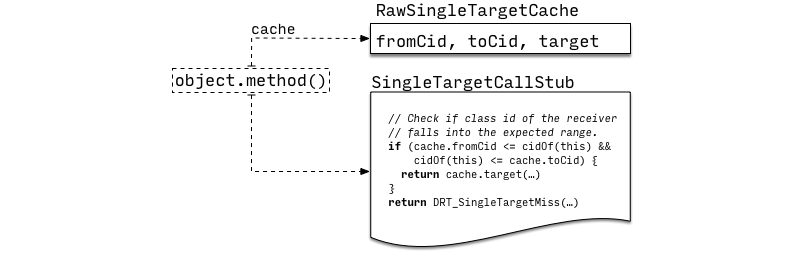 RawSingleTargetCache
cache
fromCid, toCid, target
object.method()
SingleTargetCallStub
// Check if class id of the receiver
// falls into the expected range.
if (cache.fromCid <= cidOf(this) &&
    cidOf(this) <= cache.toCid) {
  return cache.target(…)
}
return DRT_SingleTargetMiss(…)